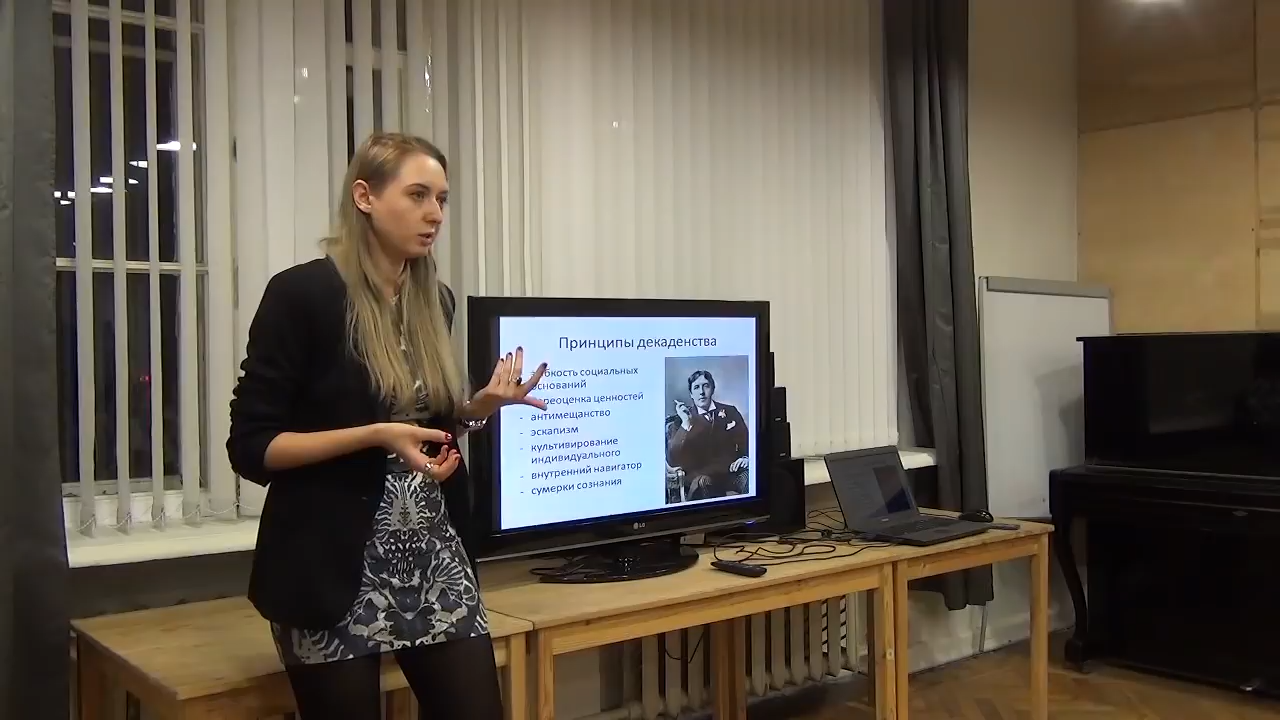 Принципы декаденства
социальных
оснований
ценностей
- антимещанство
- эскапизм
- культивирование
индивидуального
- внутренний навигатор
- сумерки сознания
LG